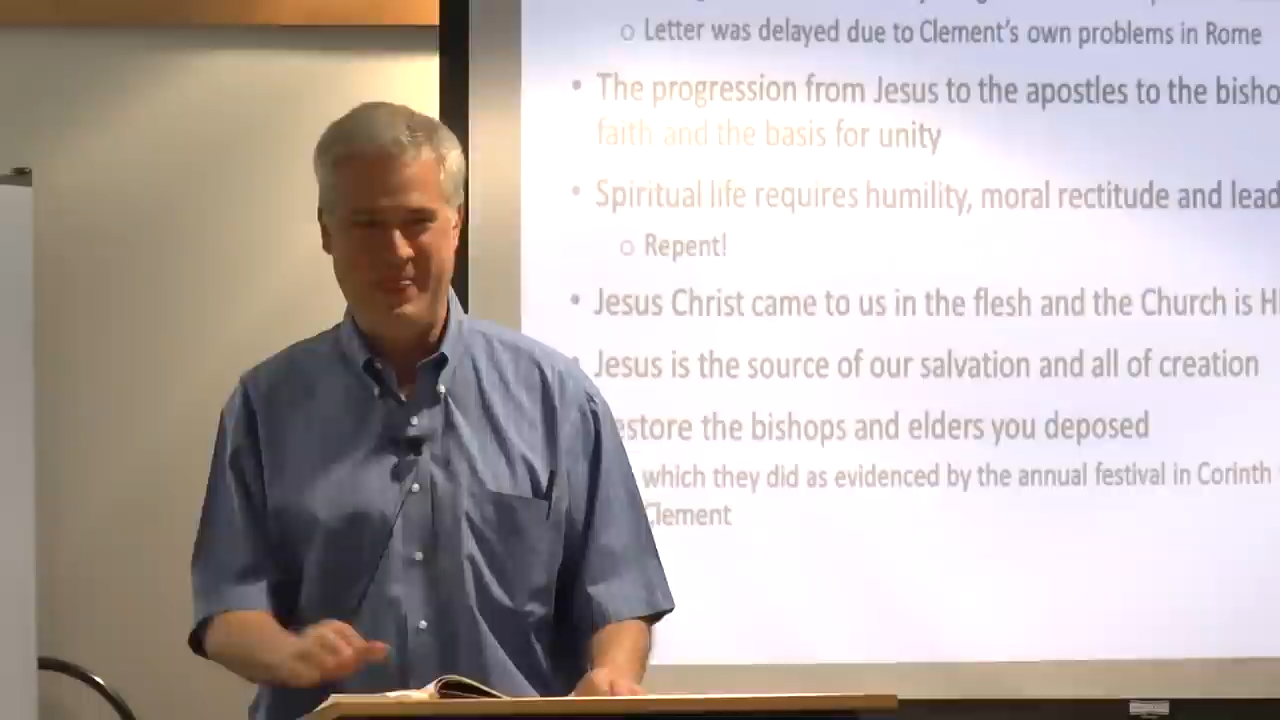 Letter was delayed due to Clement's own problems in Rome
The progression from Jesus to the apostles to the
faith and the basis for unity
Spiritual life requires humility, moral rectitude and
Repent!
Jesus Christ came to us in the flesh and the Church is
Jesus is the source of our salvation and all of creation
estore the bishops and elders you deposed
which they did as evidenced by the annual festival in Corinth
Clement